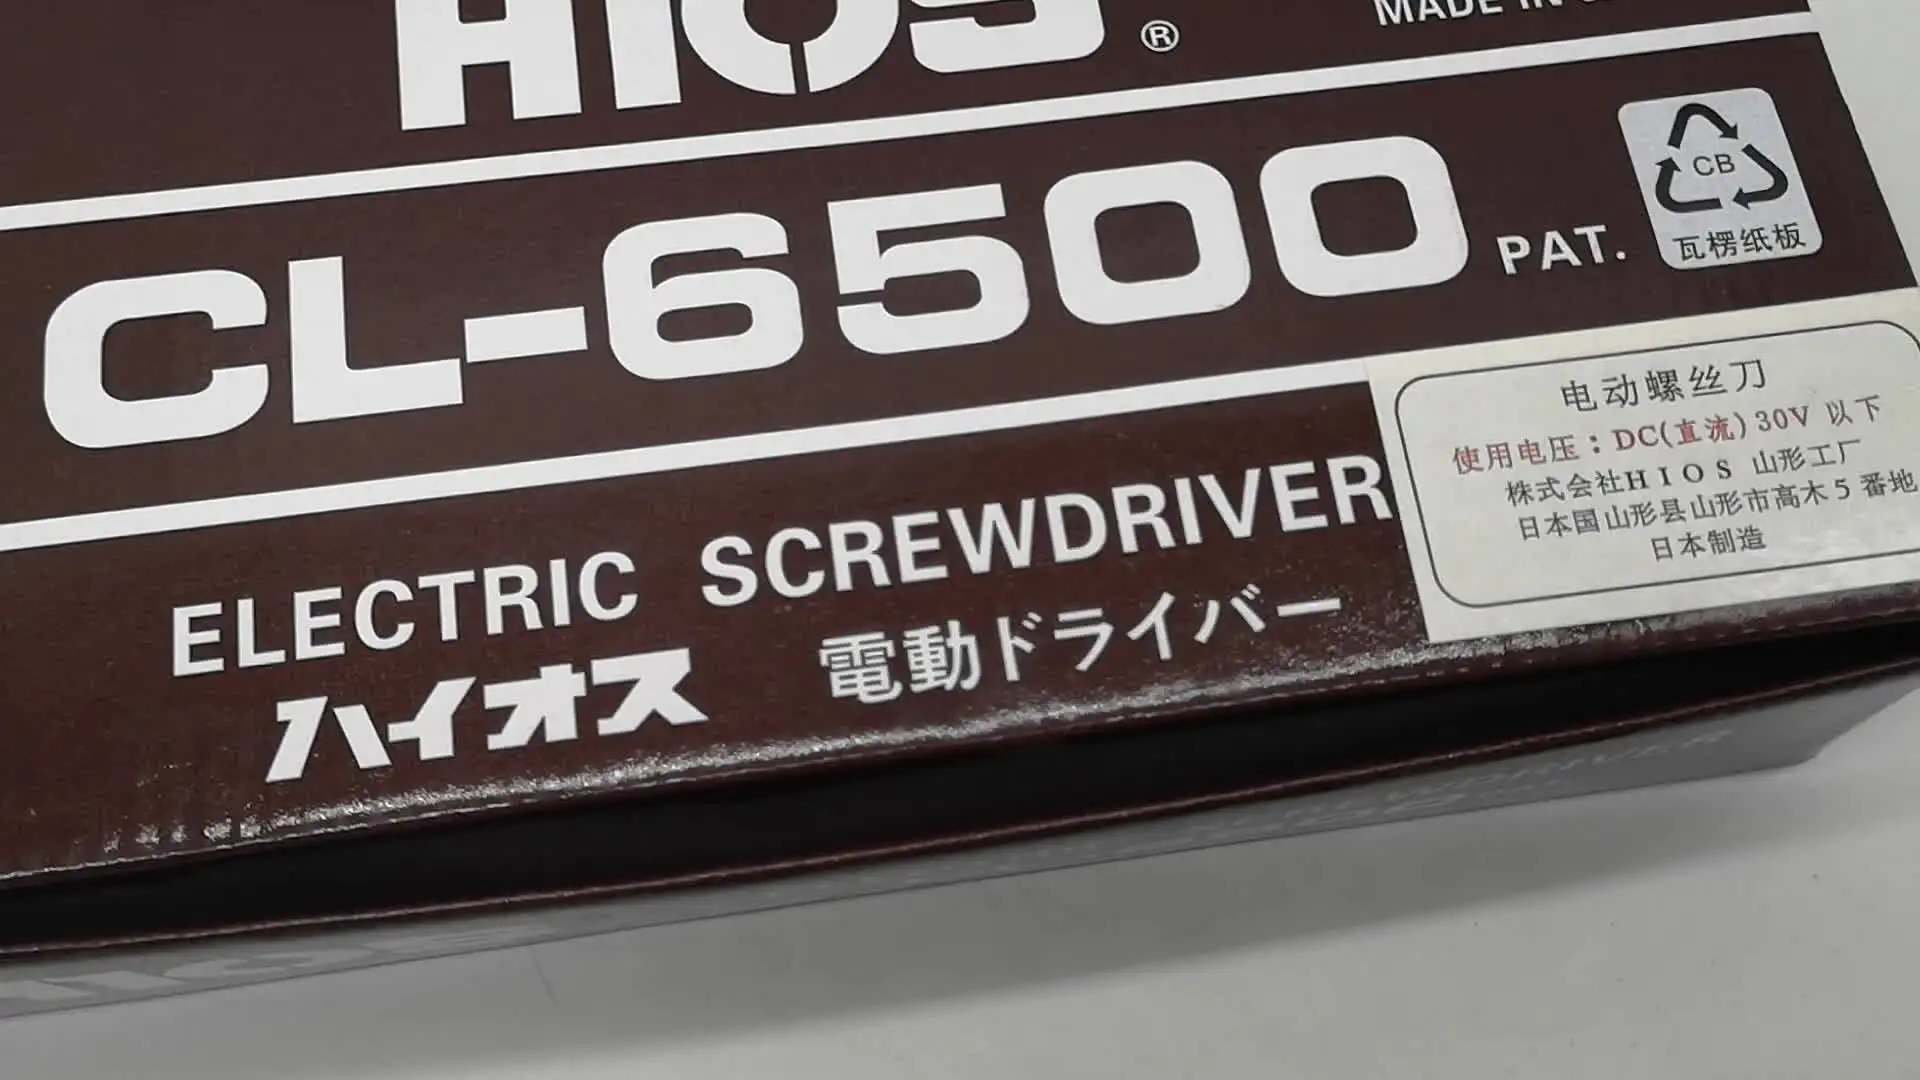 HIOS ®
MADE IN
CL-6500 PAT.
CB
瓦楞纸板
电动螺丝刀
使用电压：DC(直流) 30V 以下
株式会社HIOS 山形工厂
日本国山形县山形市高木5番地
日本制造
ELECTRIC SCREWDRIVER
ハイオス 電動ドライバー